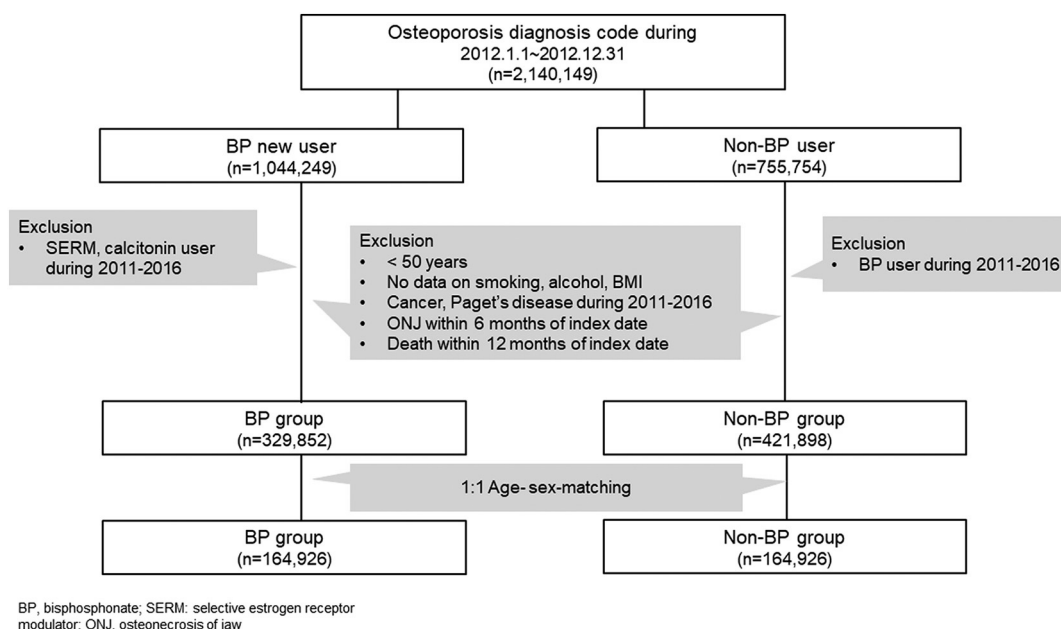 Osteoporosis diagnosis code during
2012.1.1~2012.12.31
(n=2,140,149)
BP new user
(n=1,044,249)
Non-BP user
(n=755,754)
Exclusion
• SERM, calcitonin user
during 2011-2016
Exclusion
• < 50 years
• No data on smoking, alcohol, BMI
• Cancer, Paget's disease during 2011-2016
• ONJ within 6 months of index date
• Death within 12 months of index date
Exclusion
• BP user during 2011-2016
BP group
(n=329,852)
Non-BP group
(n=421,898)
1:1 Age- sex-matching
BP group
(n=164,926)
Non-BP group
(n=164,926)
BP, bisphosphonate; SERM: selective estrogen receptor
modulator; ONJ, osteonecrosis of jaw